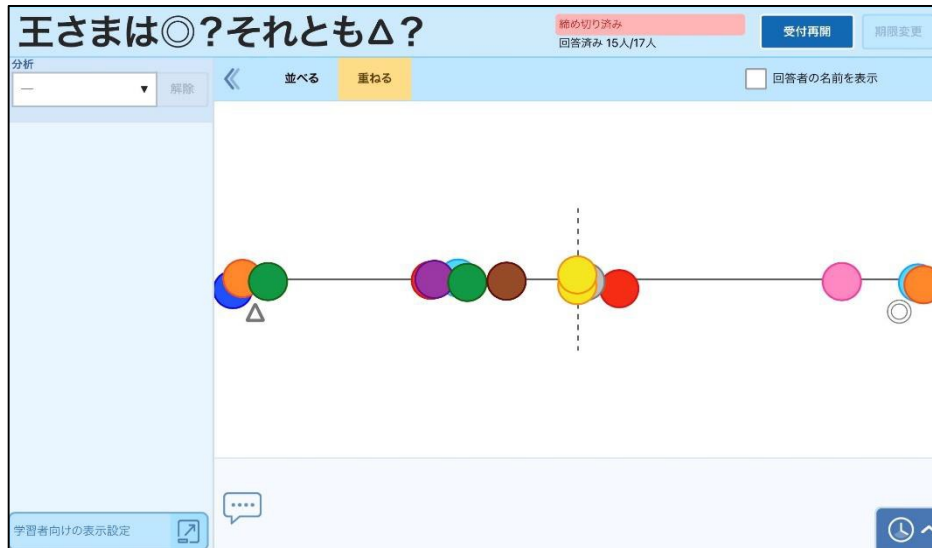 王さまは◎？それともΔ？
締め切り済み
回答済み 15人/17人
受付再開
期限変更
分析
—
解除
並べる
重ねる
回答者の名前を表示
Δ
◎
学習者向けの表示設定